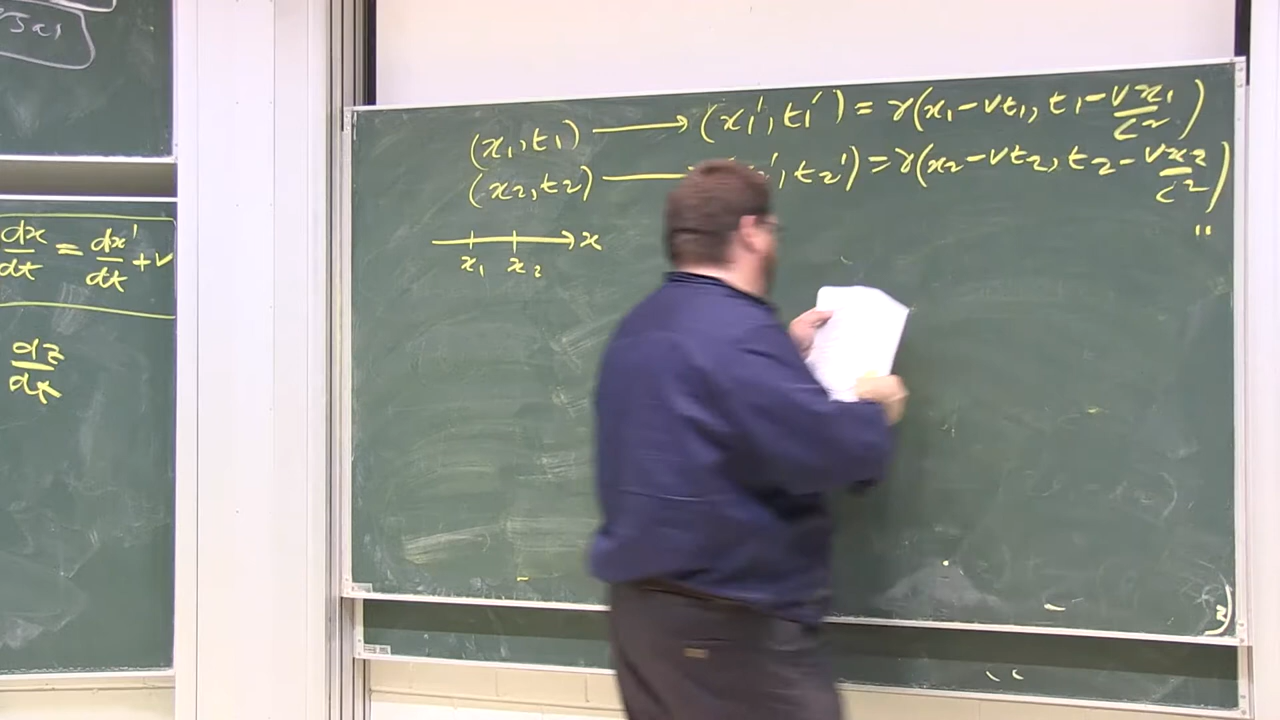 5x1
dx/dt = dx'/dt + v
dz/dt
(x₁, t₁) ⟶ (x₁', t₁') = γ(x₁ - vt₁, t₁ - vx₁/c²)
(x₂, t₂) ⟶ ', t₂') = γ(x₂ - vt₂, t₂ - vx₂/c²)
x
x₁ x₂